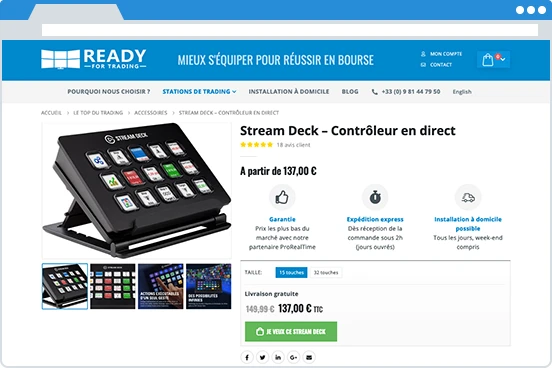 READY
FOR TRADING
MIEUX S'ÉQUIPER POUR RÉUSSIR EN BOURSE
MON COMPTE
CONTACT
0
POURQUOI NOUS CHOISIR ?
STATIONS DE TRADING
INSTALLATION À DOMICILE
BLOG
+33 (0) 9 81 44 79 50
English
ACCUEIL > LE TOP DU TRADING > ACCESSOIRES > STREAM DECK – CONTRÔLEUR EN DIRECT
STREAM DECK
Stream Deck – Contrôleur en direct
18 avis client
A partir de 137,00 €
Garantie
Prix les plus bas du
marché avec notre
partenaire ProRealTime
Expédition express
Dès réception de la
commande sous 2h
(jours ouvrés)
Installation à domicile
possible
Tous les jours, week-end
compris
ACTIONS EXÉCUTABLES
D'UN SEUL GESTE
DES POSSIBILITÉS
INFINIES
TAILLE:
15 touches
32 touches
Livraison gratuite
149,99 € 137,00 € TTC
JE VEUX CE STREAM DECK